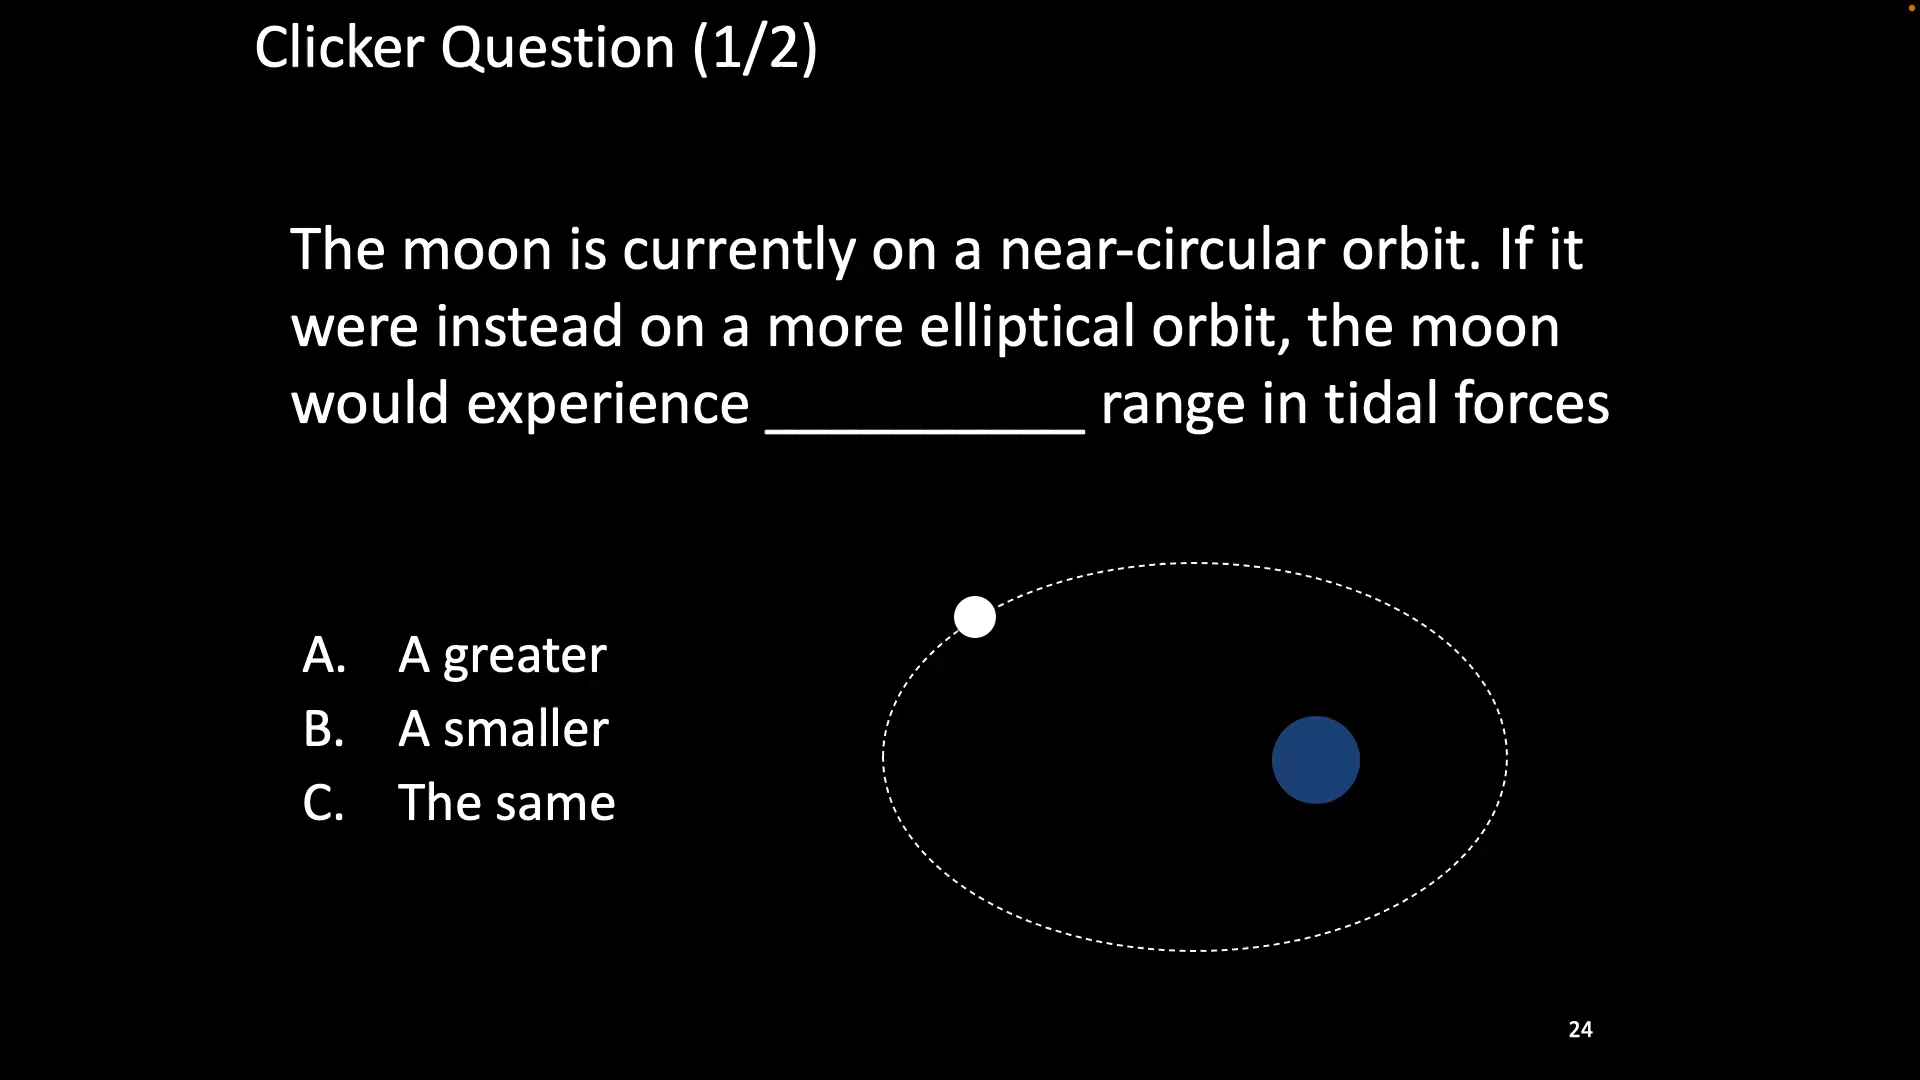 Clicker Question (1/2)
The moon is currently on a near-circular orbit. If it
were instead on a more elliptical orbit, the moon
would experience __________ range in tidal forces
A. A greater
B. A smaller
C. The same
24